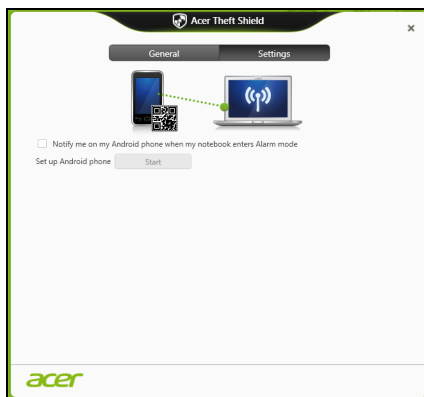 Acer Theft Shield
General
Settings
Notify me on my Android phone when my notebook enters Alarm mode
Set up Android phone
Start
acer